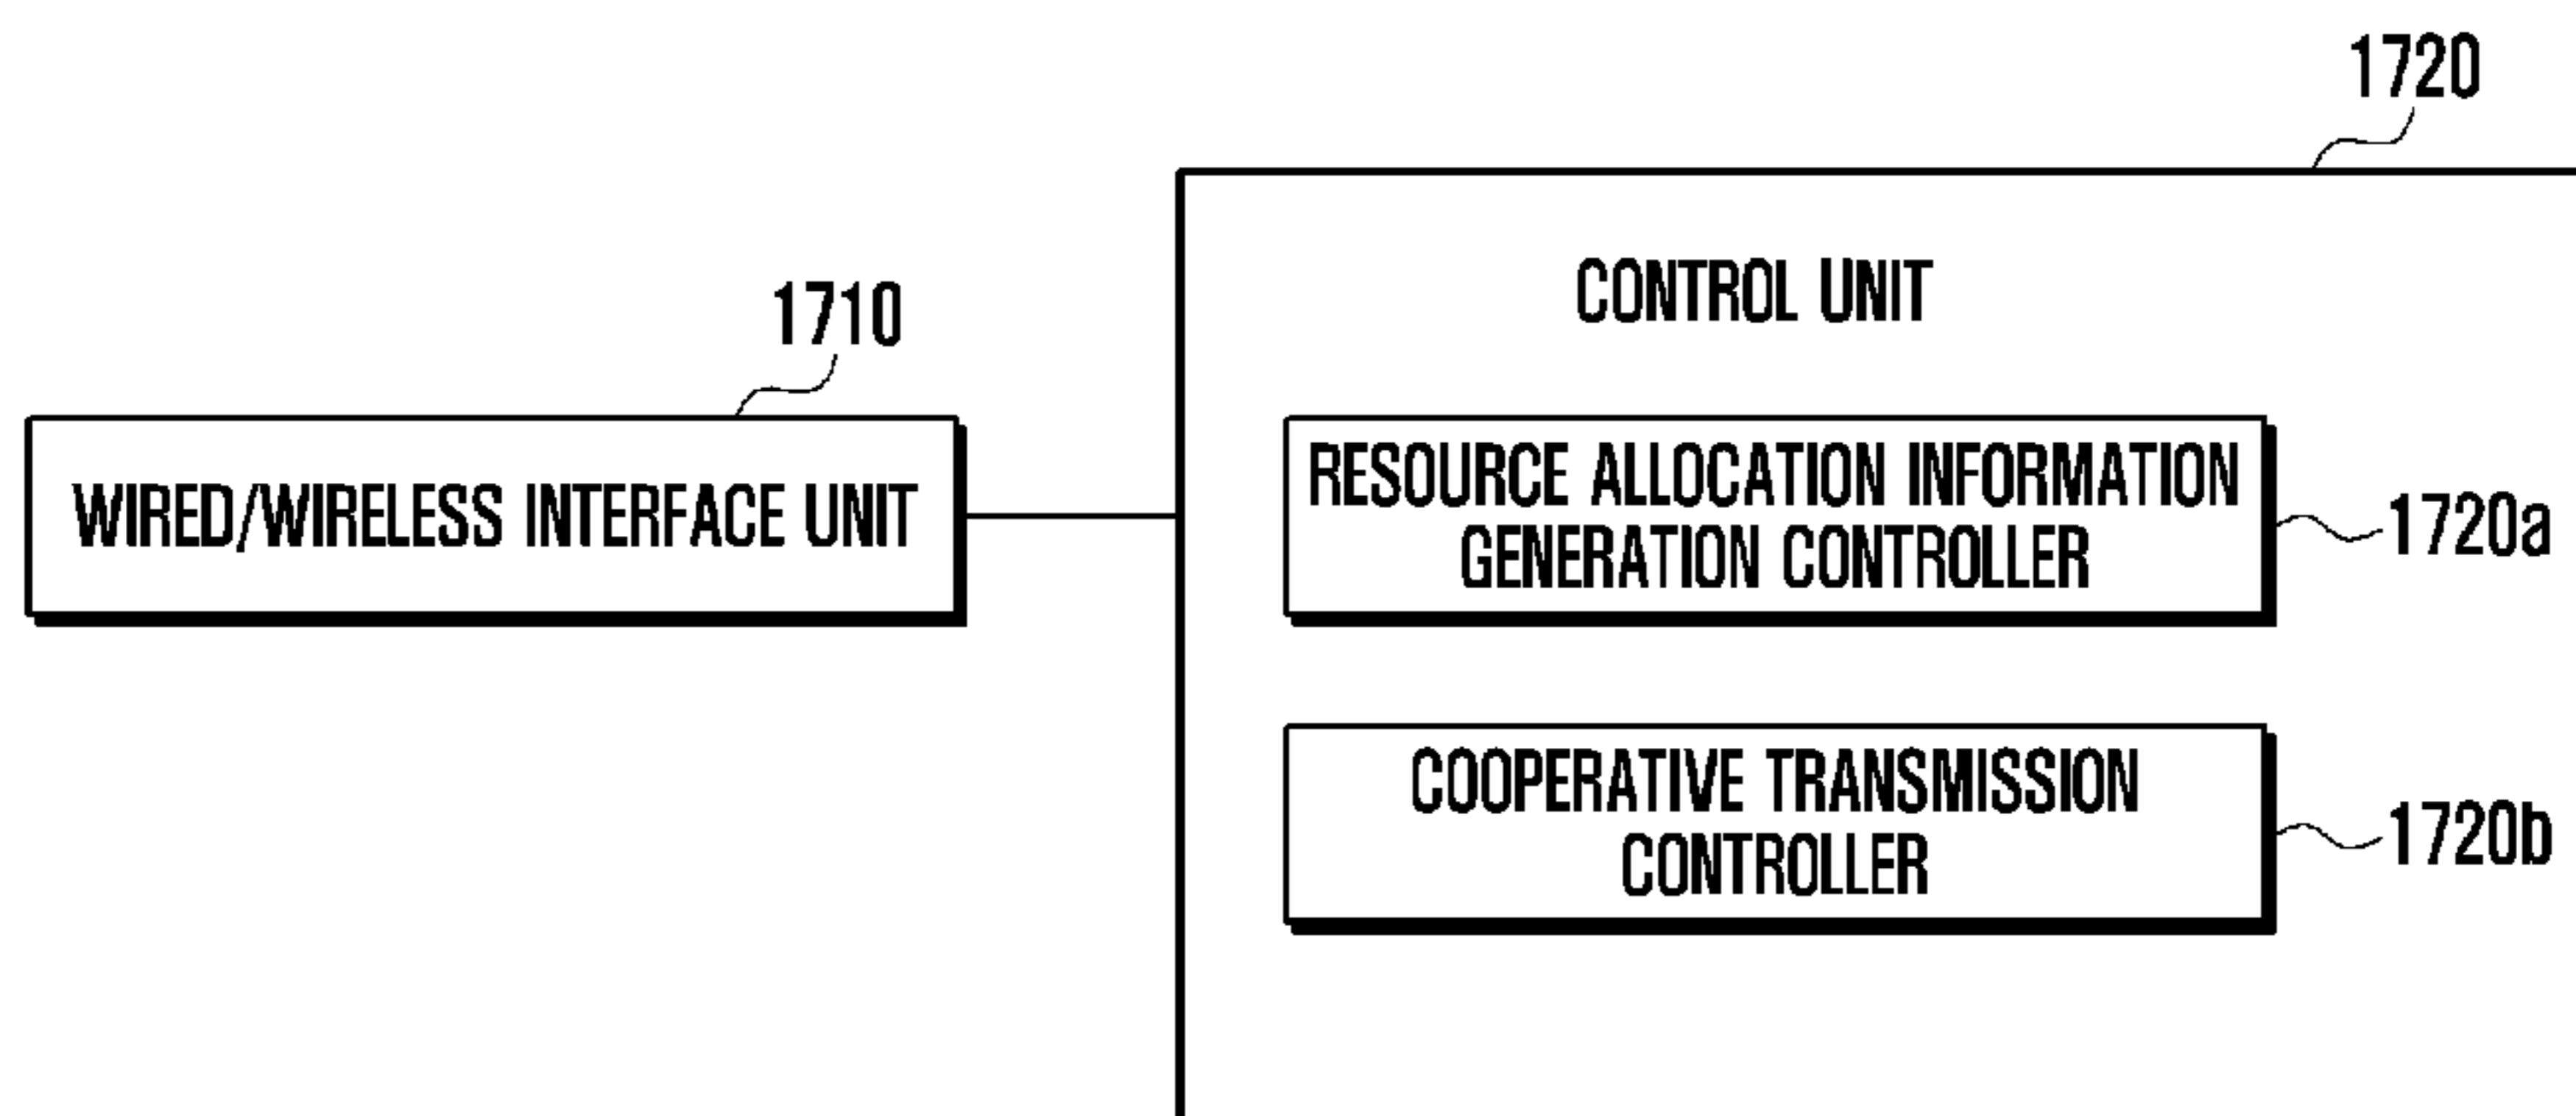 1720
CONTROL UNIT
1710
WIRED/WIRELESS INTERFACE UNIT
RESOURCE ALLOCATION INFORMATION
GENERATION CONTROLLER
1720a
COOPERATIVE TRANSMISSION
CONTROLLER
1720b